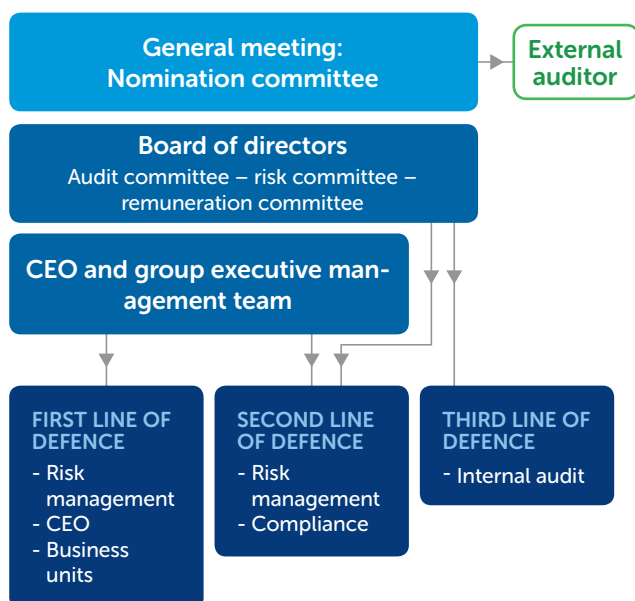 General meeting:
Nomination committee
External
auditor
Board of directors
Audit committee – risk committee –
remuneration committee
CEO and group executive man-
agement team
FIRST LINE OF
DEFENCE
- Risk
management
- CEO
- Business
units
SECOND LINE
OF DEFENCE
- Risk
management
- Compliance
THIRD LINE OF
DEFENCE
- Internal audit